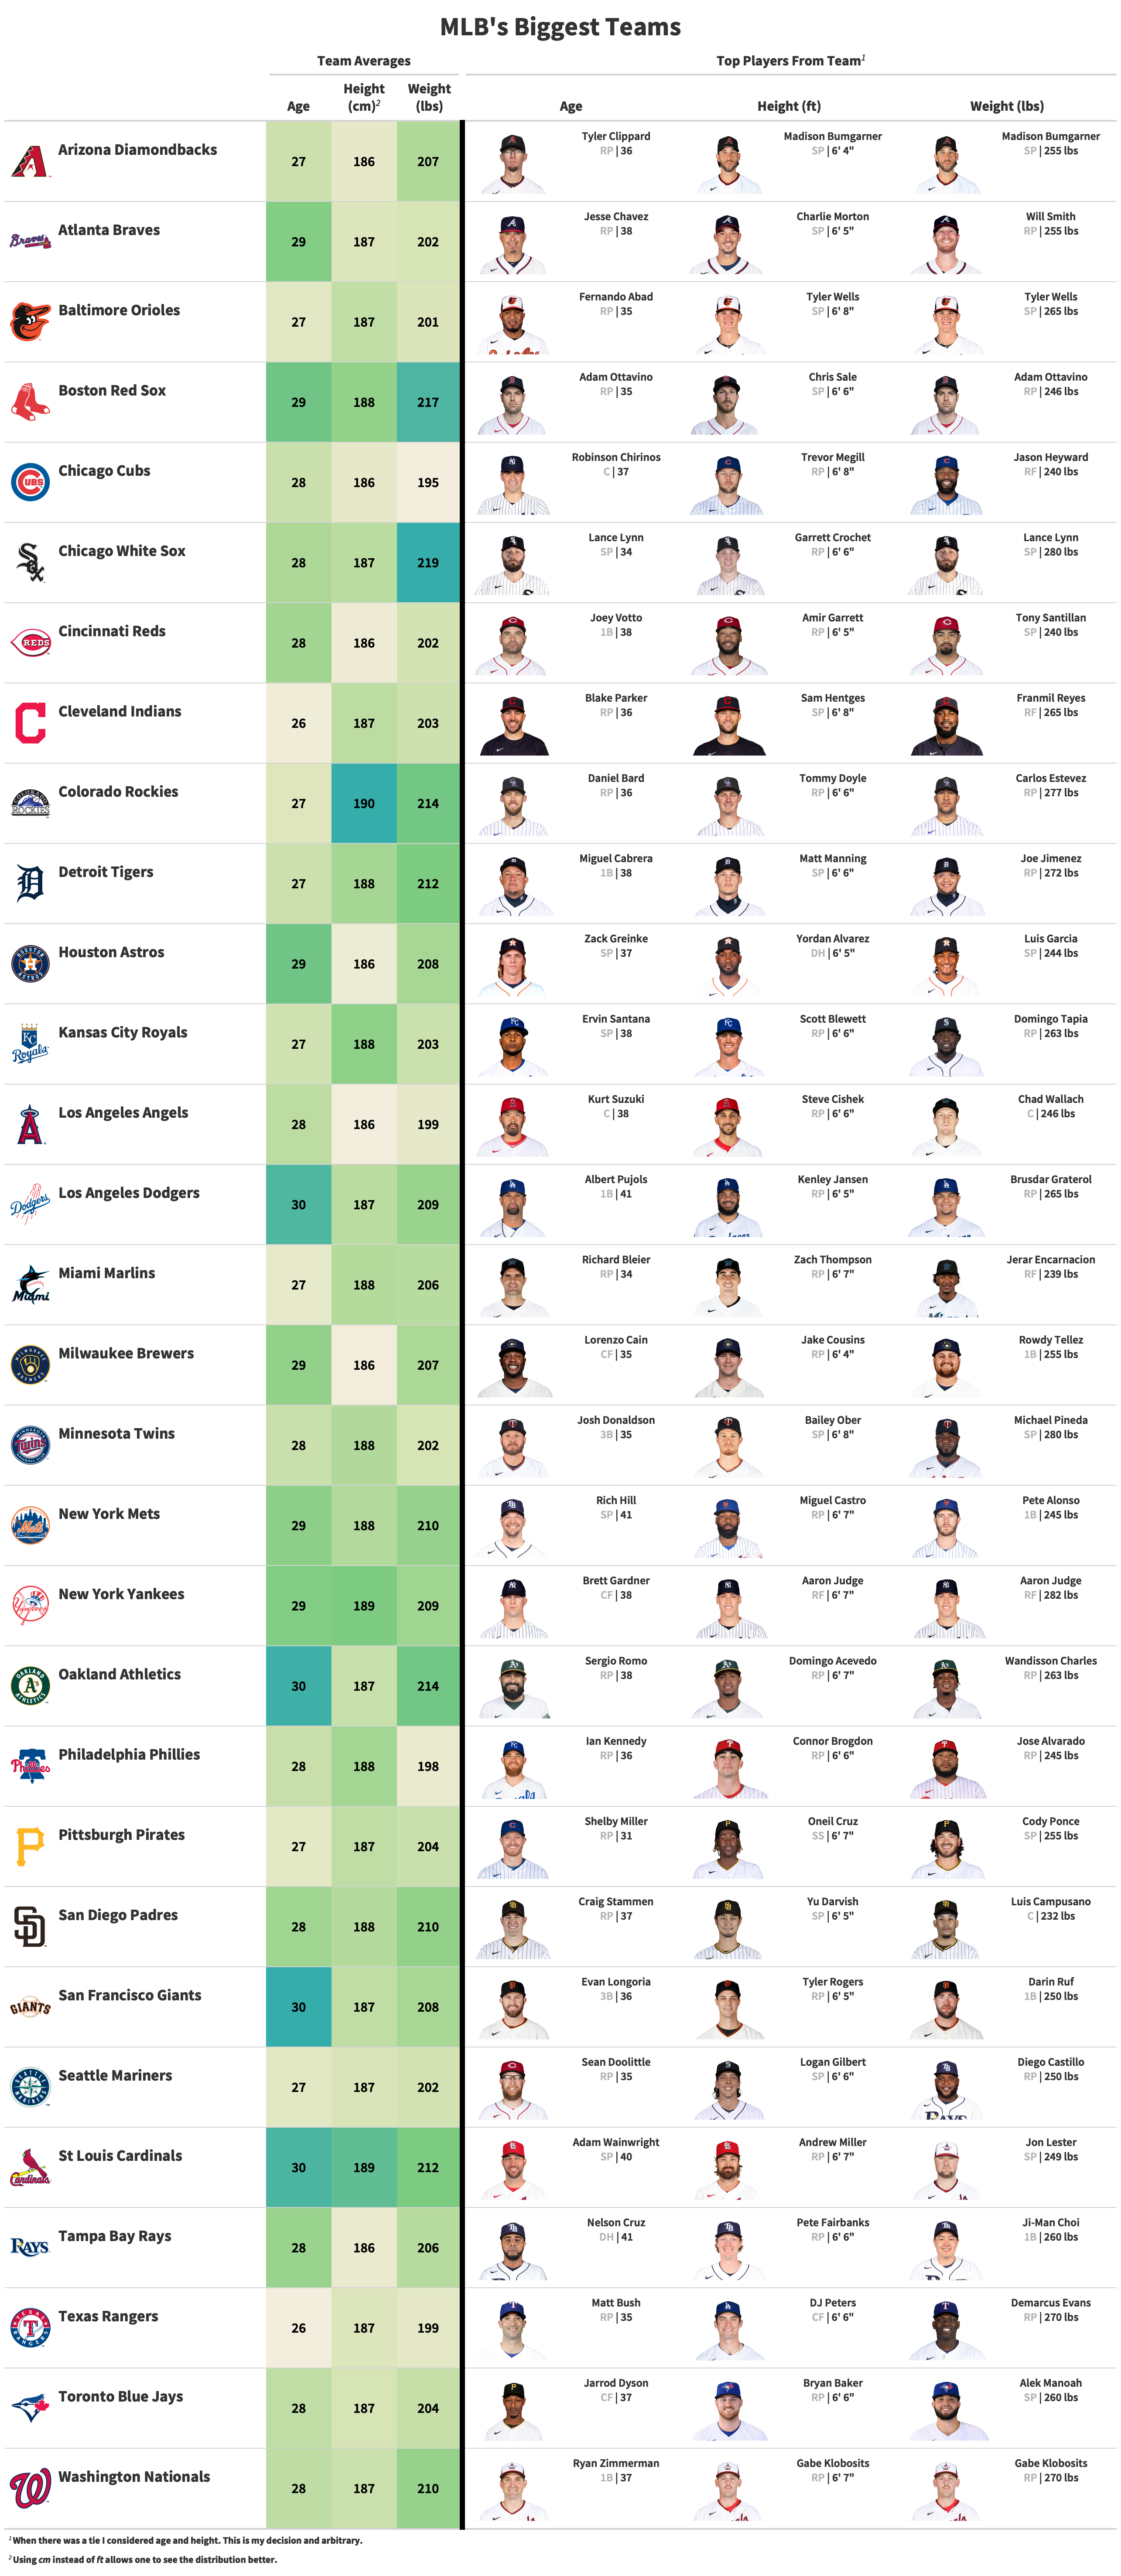 MLB's Biggest Teams
Team Averages Top Players From Team1
Age Height (cm)2 Weight (lbs) Age Height (ft) Weight (lbs)
Arizona Diamondbacks 27 186 207 Tyler Clippard Madison Bumgarner Madison Bumgarner
RP | 36 SP | 6' 4" SP | 255 lbs
Atlanta Braves 29 187 202 Jesse Chavez Charlie Morton Will Smith
RP | 38 SP | 6' 5" RP | 255 lbs
Baltimore Orioles 27 187 201 Fernando Abad Tyler Wells Tyler Wells
RP | 35 SP | 6' 8" SP | 265 lbs
Boston Red Sox 29 188 217 Adam Ottavino Chris Sale Adam Ottavino
RP | 35 SP | 6' 6" RP | 246 lbs
Chicago Cubs 28 186 195 Robinson Chirinos Trevor Megill Jason Heyward
C | 37 RP | 6' 8" RF | 240 lbs
Chicago White Sox 28 187 219 Lance Lynn Garrett Crochet Lance Lynn
SP | 34 RP | 6' 6" SP | 280 lbs
Cincinnati Reds 28 186 202 Joey Votto Amir Garrett Tony Santillan
1B | 38 RP | 6' 5" SP | 240 lbs
Cleveland Indians 26 187 203 Blake Parker Sam Hentges Franmil Reyes
RP | 36 SP | 6' 8" RF | 265 lbs
Colorado Rockies 27 190 214 Daniel Bard Tommy Doyle Carlos Estevez
RP | 36 RP | 6' 6" RP | 277 lbs
Detroit Tigers 27 188 212 Miguel Cabrera Matt Manning Joe Jimenez
1B | 38 SP | 6' 6" RP | 272 lbs
Houston Astros 29 186 208 Zack Greinke Yordan Alvarez Luis Garcia
SP | 37 DH | 6' 5" SP | 244 lbs
Kansas City Royals 27 188 203 Ervin Santana Scott Blewett Domingo Tapia
SP | 38 RP | 6' 6" RP | 263 lbs
Los Angeles Angels 28 186 199 Kurt Suzuki Steve Cishek Chad Wallach
C | 38 RP | 6' 6" C | 246 lbs
Los Angeles Dodgers 30 187 209 Albert Pujols Kenley Jansen Brusdar Graterol
1B | 41 RP | 6' 5" RP | 265 lbs
Miami Marlins 27 188 206 Richard Bleier Zach Thompson Jerar Encarnacion
RP | 34 RP | 6' 7" RF | 239 lbs
Milwaukee Brewers 29 186 207 Lorenzo Cain Jake Cousins Rowdy Tellez
CF | 35 RP | 6' 4" 1B | 255 lbs
Minnesota Twins 28 188 202 Josh Donaldson Bailey Ober Michael Pineda
3B | 35 SP | 6' 8" SP | 280 lbs
New York Mets 29 188 210 Rich Hill Miguel Castro Pete Alonso
SP | 41 RP | 6' 7" 1B | 245 lbs
New York Yankees 29 189 209 Brett Gardner Aaron Judge Aaron Judge
CF | 38 RF | 6' 7" RF | 282 lbs
Oakland Athletics 30 187 214 Sergio Romo Domingo Acevedo Wandisson Charles
RP | 38 RP | 6' 7" RP | 263 lbs
Philadelphia Phillies 28 188 198 Ian Kennedy Connor Brogdon Jose Alvarado
RP | 36 RP | 6' 6" RP | 245 lbs
Pittsburgh Pirates 27 187 204 Shelby Miller Oneil Cruz Cody Ponce
RP | 31 SS | 6' 7" SP | 255 lbs
San Diego Padres 28 188 210 Craig Stammen Yu Darvish Luis Campusano
RP | 37 SP | 6' 5" C | 232 lbs
San Francisco Giants 30 187 208 Evan Longoria Tyler Rogers Darin Ruf
3B | 36 RP | 6' 5" 1B | 250 lbs
Seattle Mariners 27 187 202 Sean Doolittle Logan Gilbert Diego Castillo
RP | 35 SP | 6' 6" RP | 250 lbs
St Louis Cardinals 30 189 212 Adam Wainwright Andrew Miller Jon Lester
SP | 40 RP | 6' 7" SP | 249 lbs
Tampa Bay Rays 28 186 206 Nelson Cruz Pete Fairbanks Ji-Man Choi
DH | 41 RP | 6' 6" 1B | 260 lbs
Texas Rangers 26 187 199 Matt Bush DJ Peters Demarcus Evans
RP | 35 CF | 6' 6" RP | 270 lbs
Toronto Blue Jays 28 187 204 Jarrod Dyson Bryan Baker Alek Manoah
CF | 37 RP | 6' 6" SP | 260 lbs
Washington Nationals 28 187 210 Ryan Zimmerman Gabe Klobosits Gabe Klobosits
1B | 37 RP | 6' 7" RP | 270 lbs
1 When there was a tie I considered age and height. This is my decision and arbitrary.
2 Using cm instead of ft allows one to see the distribution better.